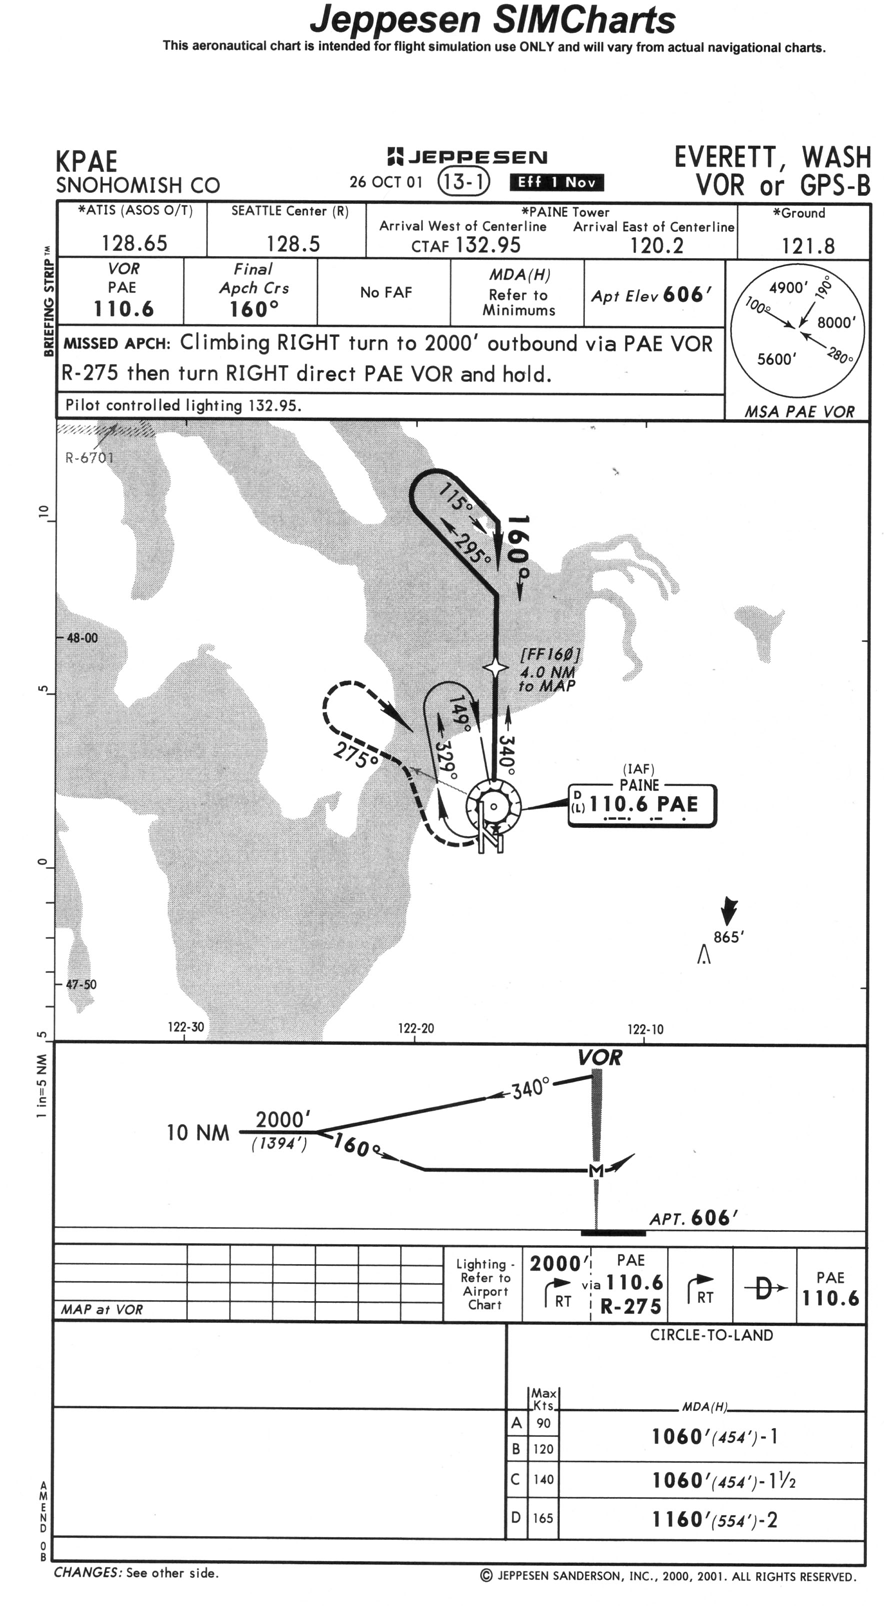 Jeppesen SIMCharts
This aeronautical chart is intended for flight simulation use ONLY and will vary from actual navigational charts.
KPAE
SNOHOMISH CO
JEPPESEN
26 OCT 01 13-1 Eff 1 Nov
EVERETT, WASH
VOR or GPS-B
BRIEFING STRIP™
*ATIS (ASOS O/T)
128.65
SEATTLE Center (R)
128.5
*PAINE Tower
Arrival West of Centerline
CTAF 132.95
Arrival East of Centerline
120.2
*Ground
121.8
VOR
PAE
110.6
Final
Apch Crs
160°
No FAF
MDA(H)
Refer to
Minimums
Apt Elev 606'
MISSED APCH: Climbing RIGHT turn to 2000' outbound via PAE VOR
R-275 then turn RIGHT direct PAE VOR and hold.
Pilot controlled lighting 132.95.
4900'
190°
100°
8000'
5600'
280°
MSA PAE VOR
R-6701
115°
295°
160°
10
48-00
[FF16Ø]
4.0 NM
to MAP
5
149°
329°
340°
275°
(IAF)
PAINE
D
(L) 110.6 PAE
0
865'
47-50
5
122-30
122-20
122-10
1 in=5 NM
VOR
340°
10 NM
2000'
(1394')
160°
M
APT. 606'
MAP at VOR
Lighting -
Refer to
Airport
Chart
2000'
RT
via
PAE
110.6
R-275
RT
D
PAE
110.6
CIRCLE-TO-LAND
Max
Kts
MDA(H)
A 90
B 120
1060'(454')-1
C 140
1060'(454')-1½
D 165
1160'(554')-2
AMEND 0B
CHANGES: See other side.
© JEPPESEN SANDERSON, INC., 2000, 2001. ALL RIGHTS RESERVED.